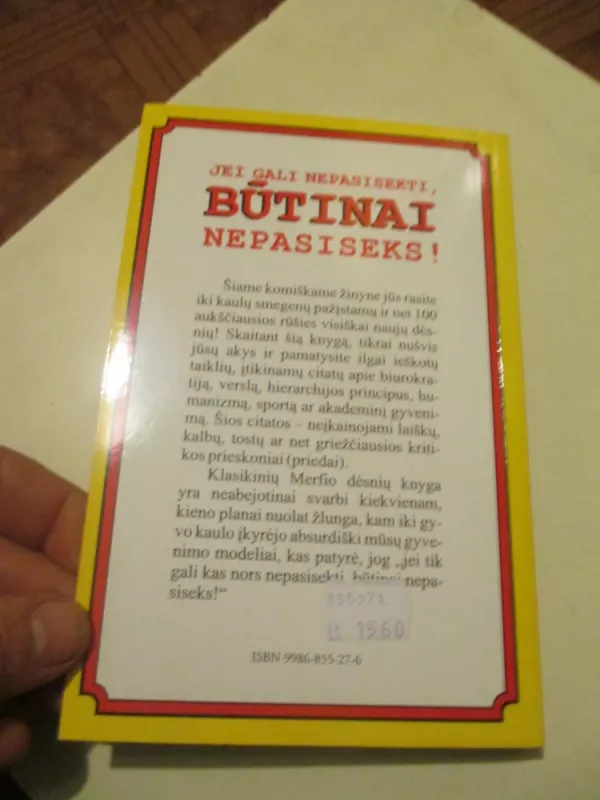 JEI GALI NEPASISEKTI,
BŪTINAI
NEPASISEKS!
Šiame komiškame žinyne jūs rasite
iki kaulų smegenų pažįstamų ir net 100
aukščiausios rūšies visiškai naujų dės-
nių! Skaitant šią knygą, tikrai nušvis
jūsų akys ir pamatysite ilgai ieškotų
taiklių, įtikinamų citatų apie biurokra-
tiją, verslą, hierarchijos principus, hu-
manizmą, sportą ar akademinį gyveni-
mą. Šios citatos – neįkainojami laiškų,
kalbų, tostų ar net griežčiausios kriti-
kos prieskoniai (priedai).
Klasikinių Merfio dėsnių knyga
yra neabejotinai svarbi kiekvienam,
kieno planai nuolat žlunga, kam iki gy-
vo kaulo įkyrėjo absurdiški mūsų gyve-
nimo modeliai, kas patyrė, jog „jei tik
gali kas nors nepasisekti, būtinai nepa-
siseks!“
Lt 15.60
ISBN 9986-855-27-6